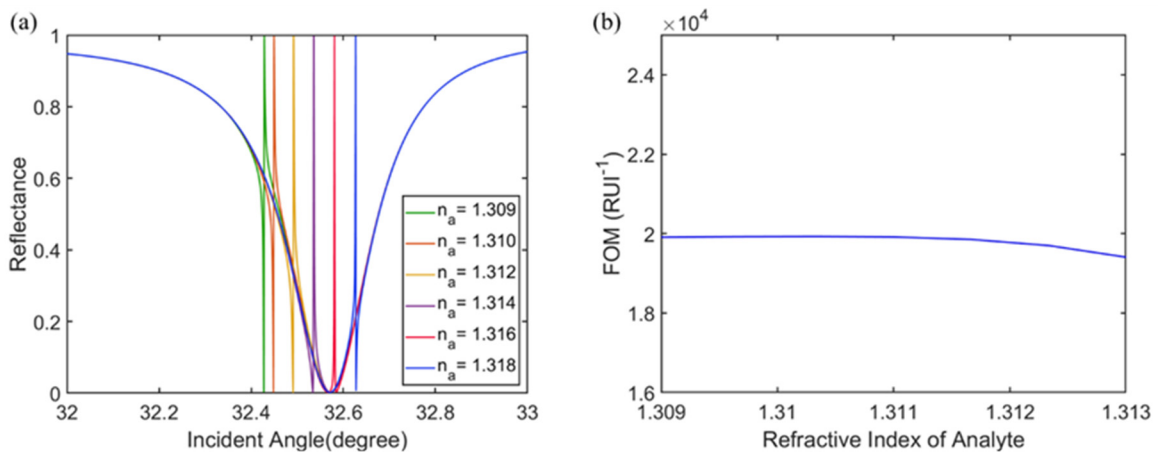 (a)
1
0.8
0.6
0.4
0.2
0
Reflectance
32
32.2
32.4
32.6
32.8
33
Incident Angle(degree)
n_a = 1.309
n_a = 1.310
n_a = 1.312
n_a = 1.314
n_a = 1.316
n_a = 1.318
(b)
×10^4
2.4
2.2
2
1.8
1.6
FOM (RUI^-1)
1.309
1.31
1.311
1.312
1.313
Refractive Index of Analyte